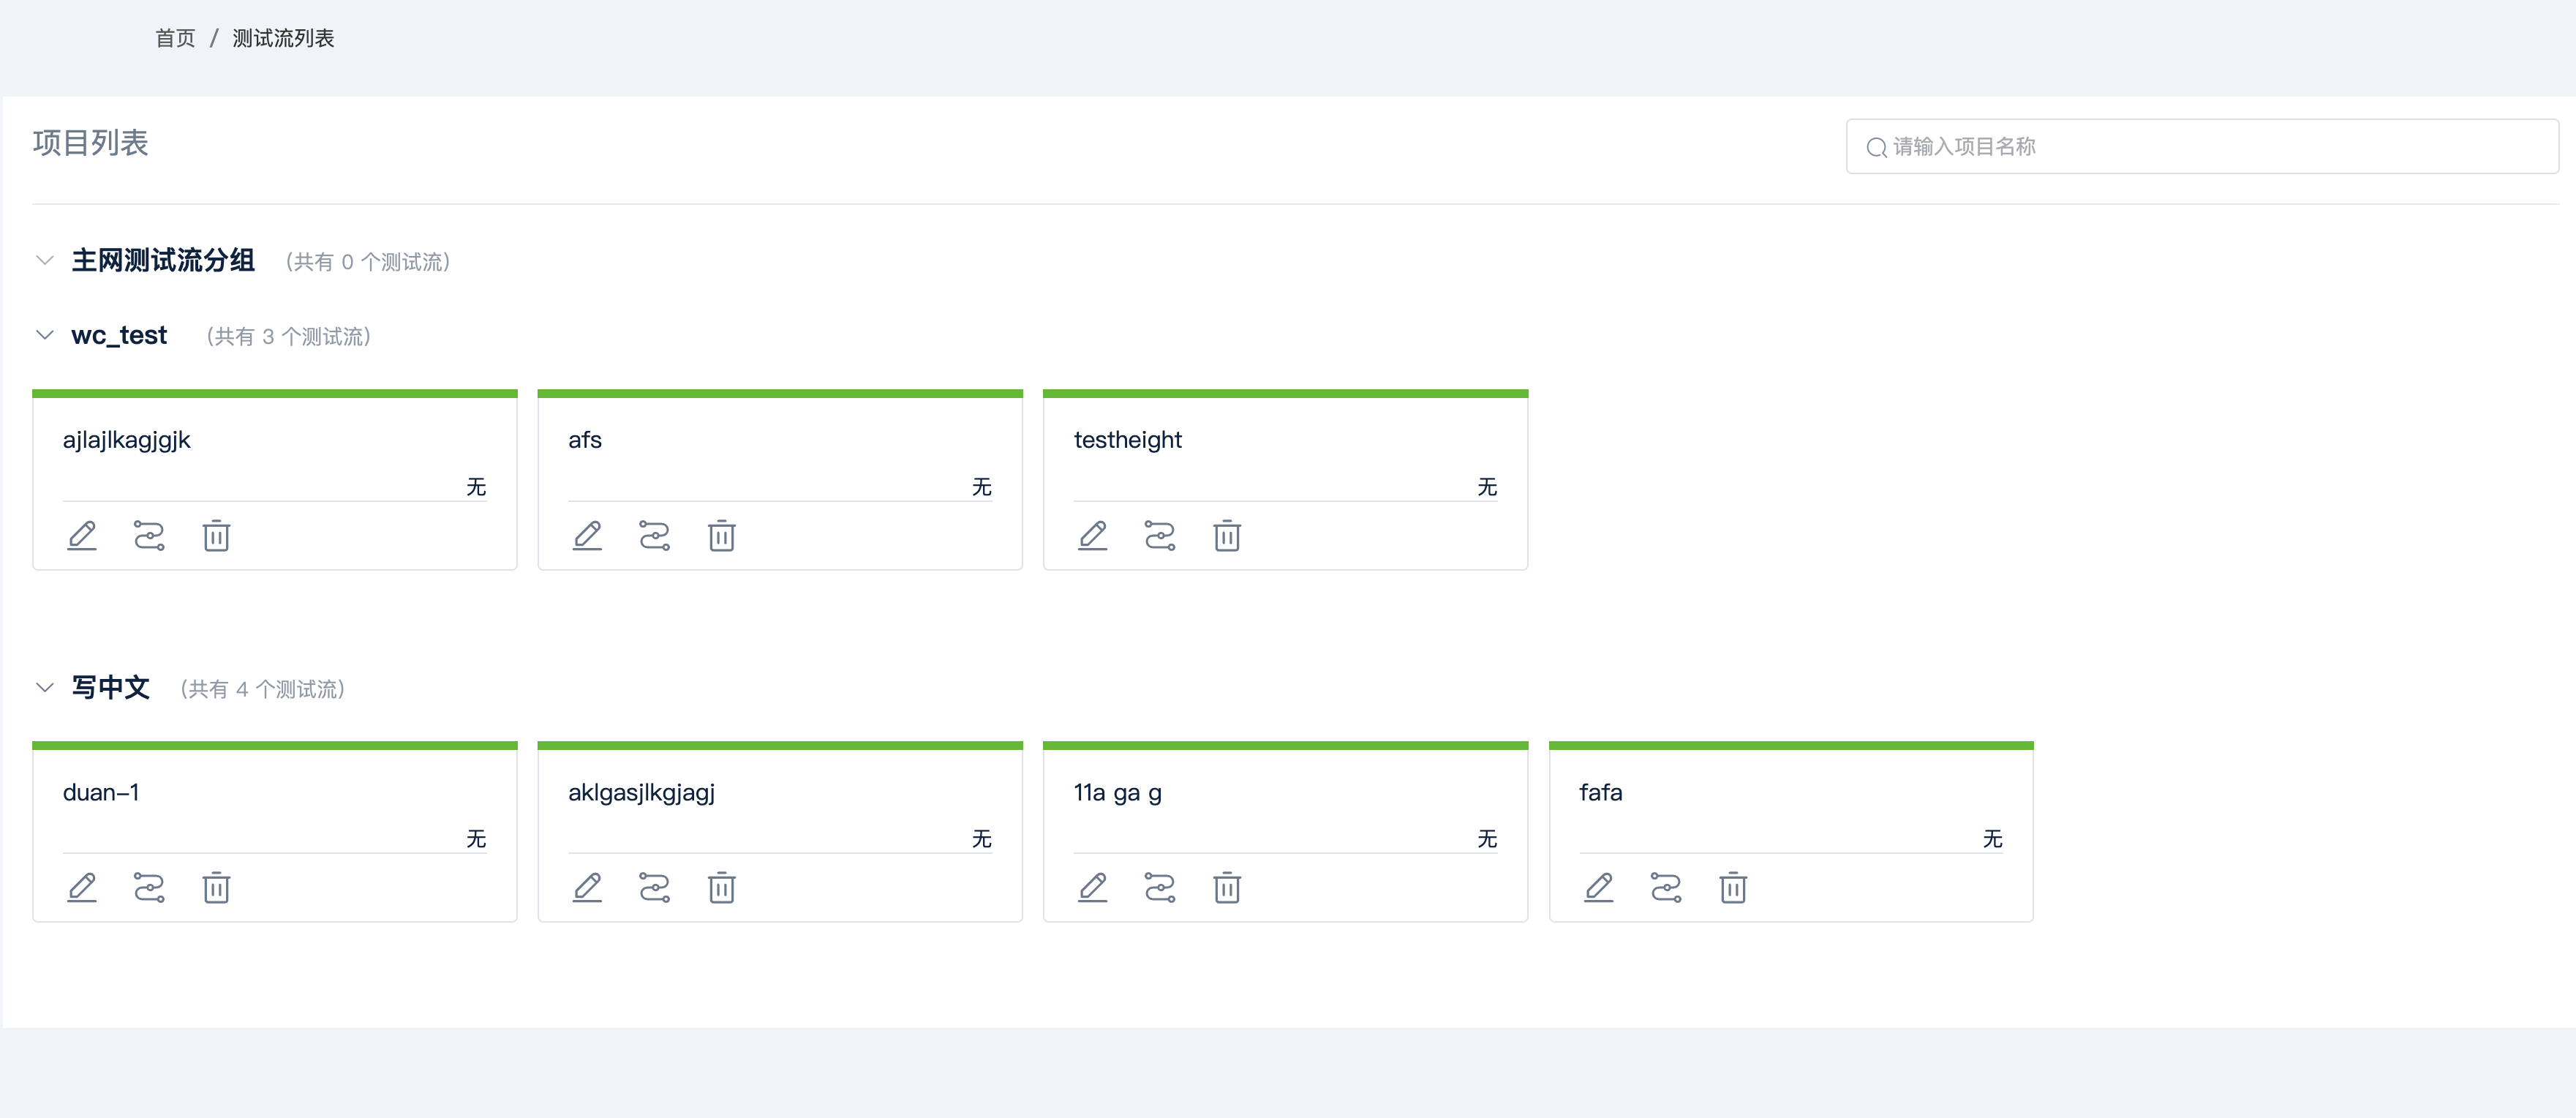 首页 / 测试流列表
项目列表
请输入项目名称
主网测试流分组 (共有 0 个测试流)
wc_test (共有 3 个测试流)
ajlajlkagjgjk
无
afs
无
testheight
无
写中文 (共有 4 个测试流)
duan-1
无
aklgasjlkgjagj
无
11a ga g
无
fafa
无